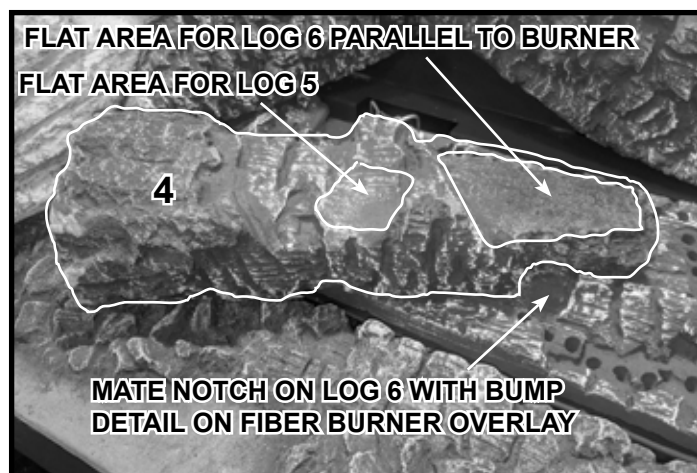 FLAT AREA FOR LOG 6 PARALLEL TO BURNER
FLAT AREA FOR LOG 5
4
MATE NOTCH ON LOG 6 WITH BUMP
DETAIL ON FIBER BURNER OVERLAY